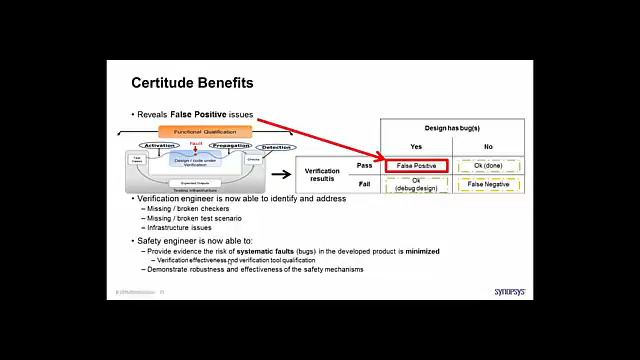 Certitude Benefits
• Reveals False Positive issues
Functional Qualification
Activation
Fault
Propagation
Detection
Test Cases
Design / code under Verification
Checks
Expected Outputs
Testing Infrastructure
Design has bug(s)
Yes
No
Verification results
Pass
False Positive
Ok (done)
Fail
Ok (debug design)
False Negative
• Verification engineer is now able to identify and address
– Missing / broken checkers
– Missing / broken test scenario
– Infrastructure issues
• Safety engineer is now able to:
– Provide evidence the risk of systematic faults (bugs) in the developed product is minimized
– Verification effectiveness and verification tool qualification
– Demonstrate robustness and effectiveness of the safety mechanisms
SYNOPSYS